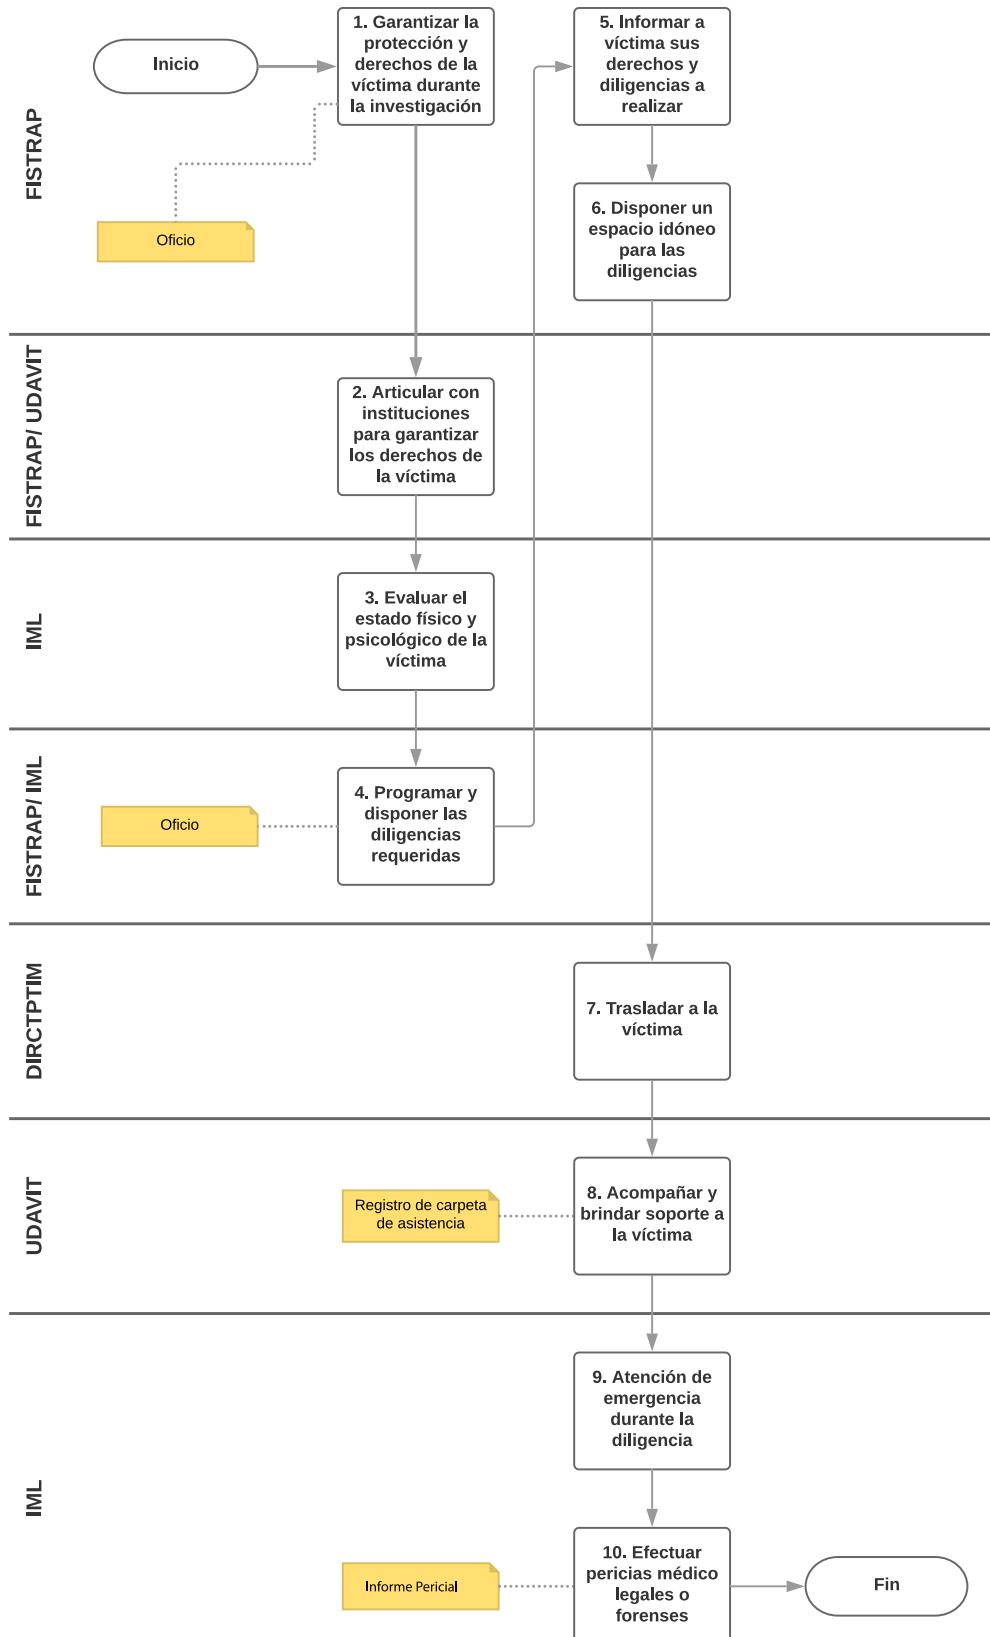 FISTRAP
Inicio
1. Garantizar la
protección y
derechos de la
víctima durante
la investigación
Oficio
5. Informar a
víctima sus
derechos y
diligencias a
realizar
6. Disponer un
espacio idóneo
para las
diligencias
FISTRAP/ UDAVIT
2. Articular con
instituciones
para garantizar
los derechos de
la víctima
IML
3. Evaluar el
estado físico y
psicológico de la
víctima
FISTRAP/ IML
Oficio
4. Programar y
disponer las
diligencias
requeridas
DIRCTPTIM
7. Trasladar a la
víctima
UDAVIT
Registro de carpeta
de asistencia
8. Acompañar y
brindar soporte a
la víctima
IML
9. Atención de
emergencia
durante la
diligencia
Informe Pericial
10. Efectuar
pericias médico
legales o
forenses
Fin